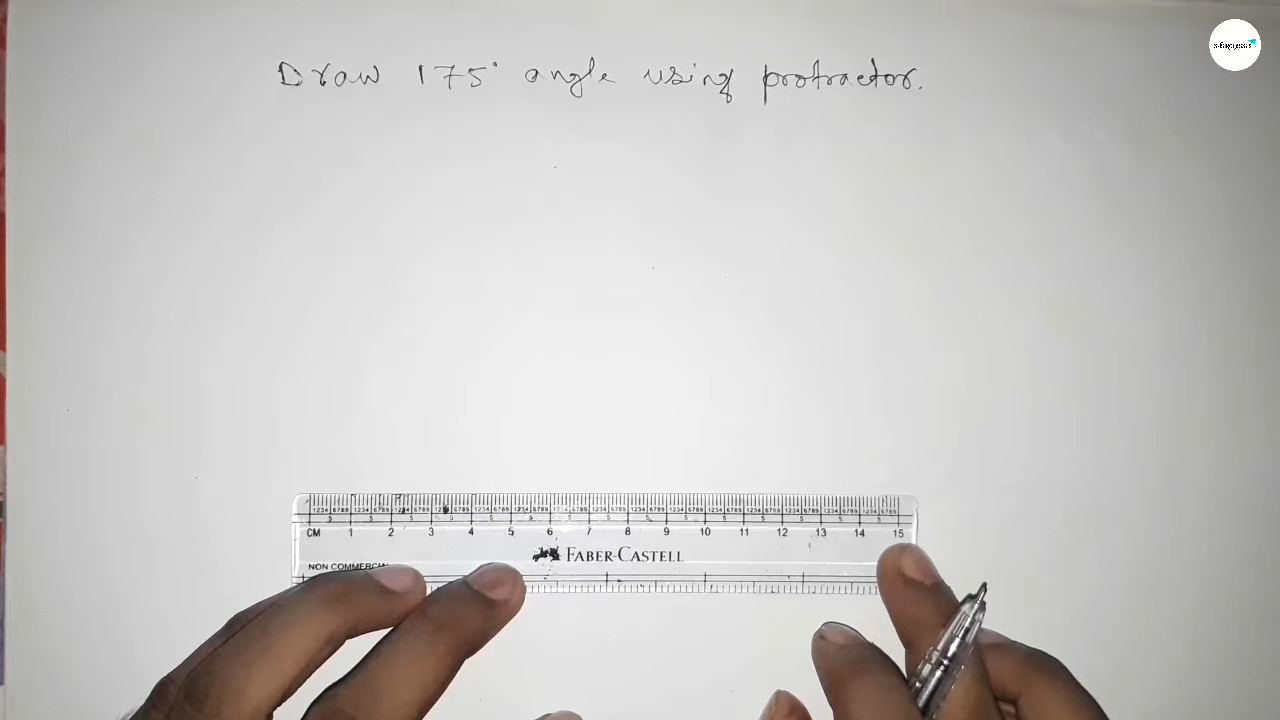 Draw 175° angle using protractor.
CM 1 2 3 4 5 6 7 8 9 10 11 12 13 14 15
FABER-CASTELL